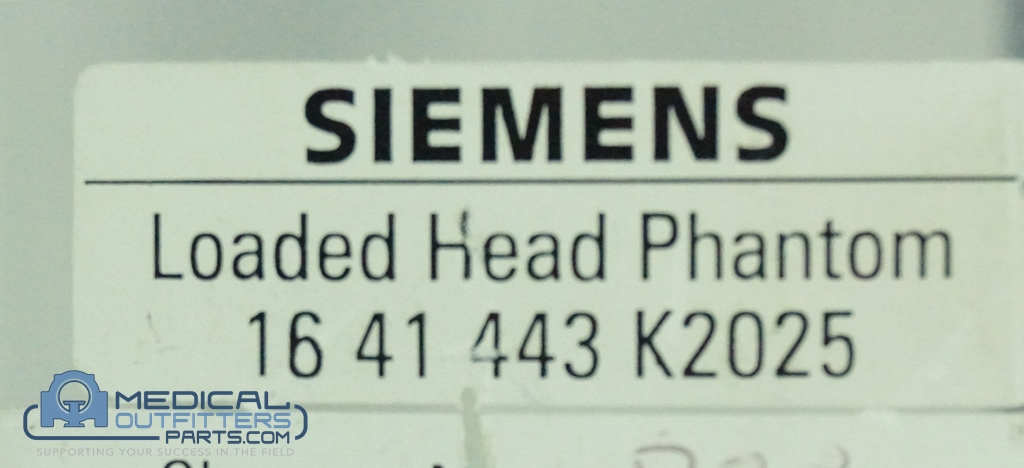 SIEMENS
Loaded Head Phantom
16 41 443 K2025
MEDICAL
OUTFITTERS
PARTS.COM
SUPPORTING YOUR SUCCESS IN THE FIELD